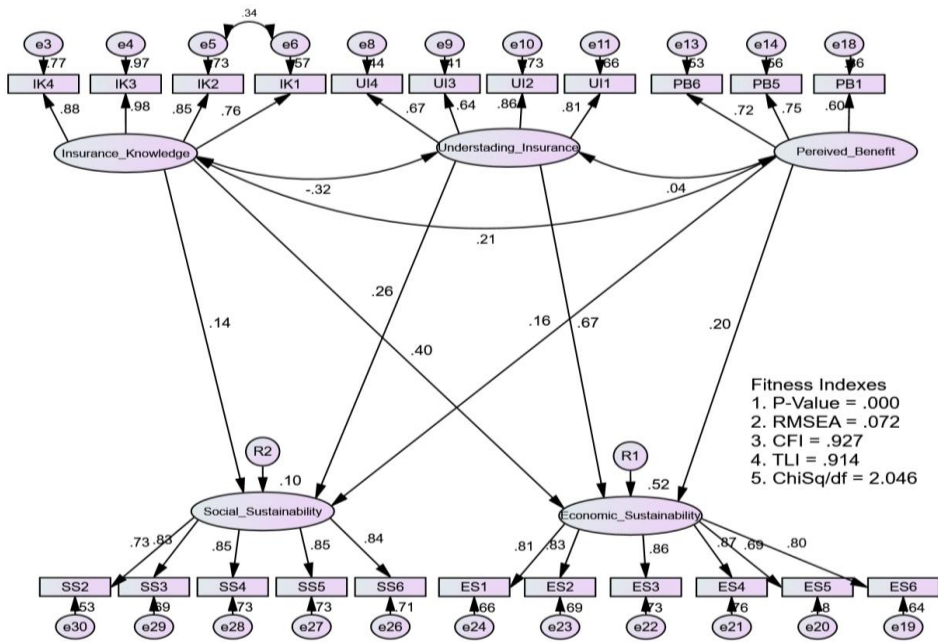 .34
e3 e4 e5 e6 e8 e9 e10 e11 e13 e14 e18
.77 .97 .73 .57 .44 .41 .73 .66 .53 .56 .36
IK4 IK3 IK2 IK1 UI4 UI3 UI2 UI1 PB6 PB5 PB1
.88 .98 .85 .76 .67 .64 .86 .81 .72 .75 .60
Insurance_Knowledge Understading_Insurance Pereived_Benefit
-.32 .04
.21
.26
.14 .16 .67 .20
.40
Fitness Indexes
1. P-Value = .000
2. RMSEA = .072
3. CFI = .927
4. TLI = .914
5. ChiSq/df = 2.046
R2 R1
.10 .52
Social_Sustainability Economic_Sustainability
.73 .83 .85 .85 .84 .81 .83 .86 .87 .69 .80
SS2 SS3 SS4 SS5 SS6 ES1 ES2 ES3 ES4 ES5 ES6
.53 .69 .73 .73 .71 .66 .69 .73 .76 .64
e30 e29 e28 e27 e26 e24 e23 e22 e21 e20 e19